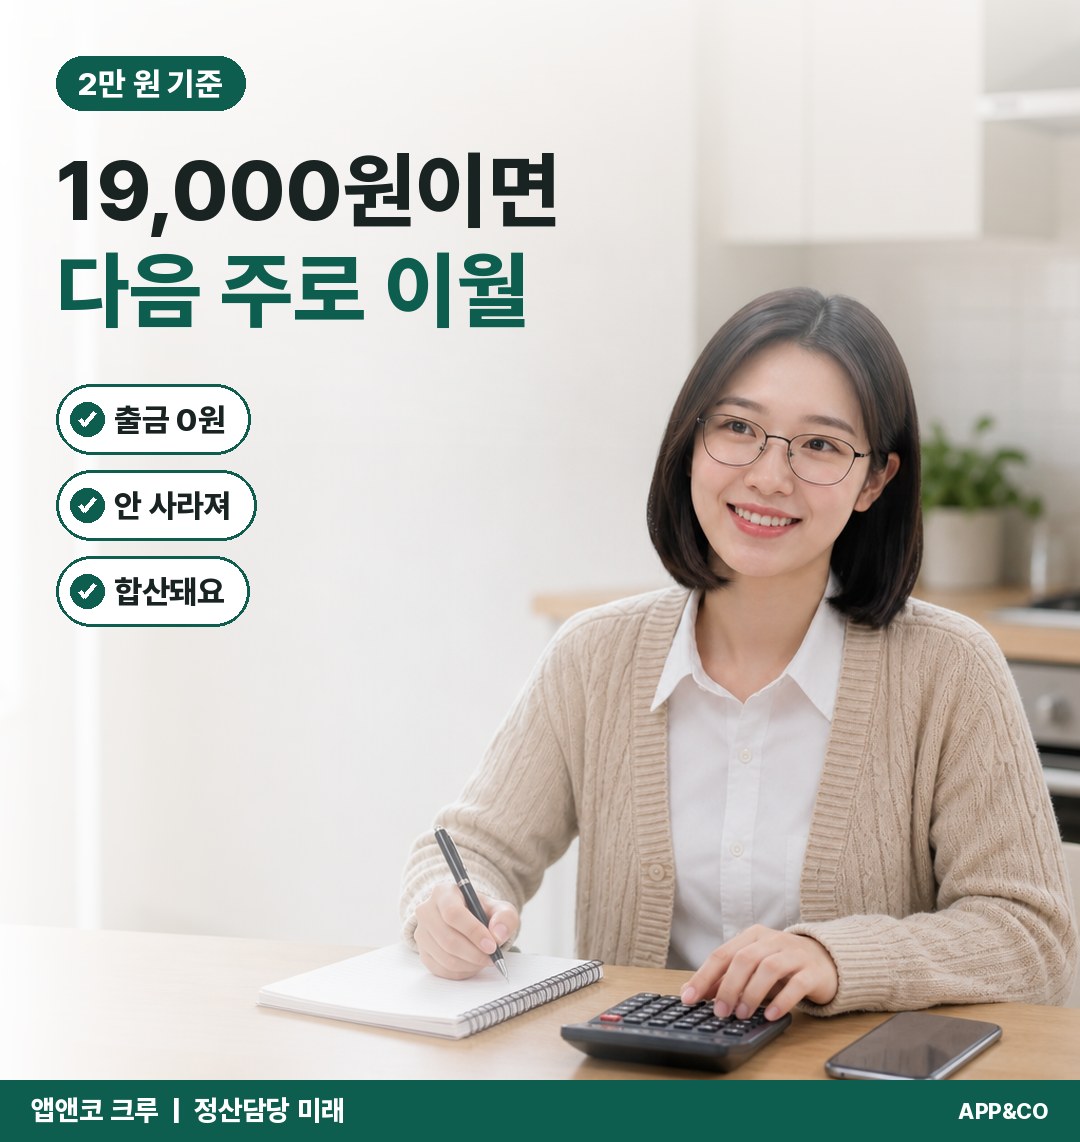 2만 원 기준
19,000원이면
다음 주로 이월
출금 0원
안 사라져
합산돼요
앱앤코 크루 | 정산담당 미래
APP&CO